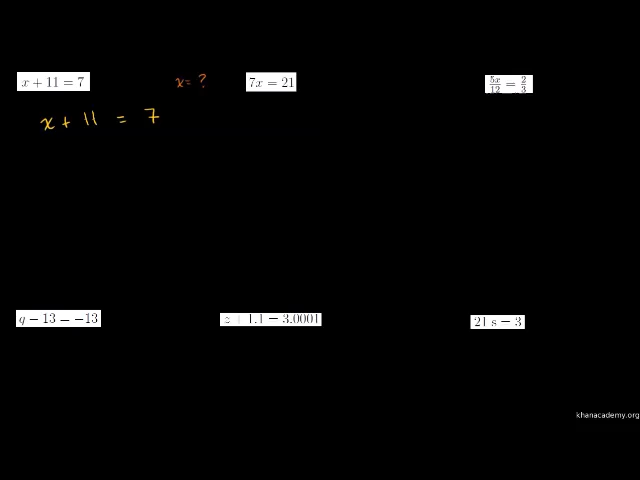 x + 11 = 7
x = ?
7x = 21
5x/12 = 2/3
x + 11 = 7
q − 13 = −13
z + 1.1 = 3.0001
21 s = 3
khanacademy.org